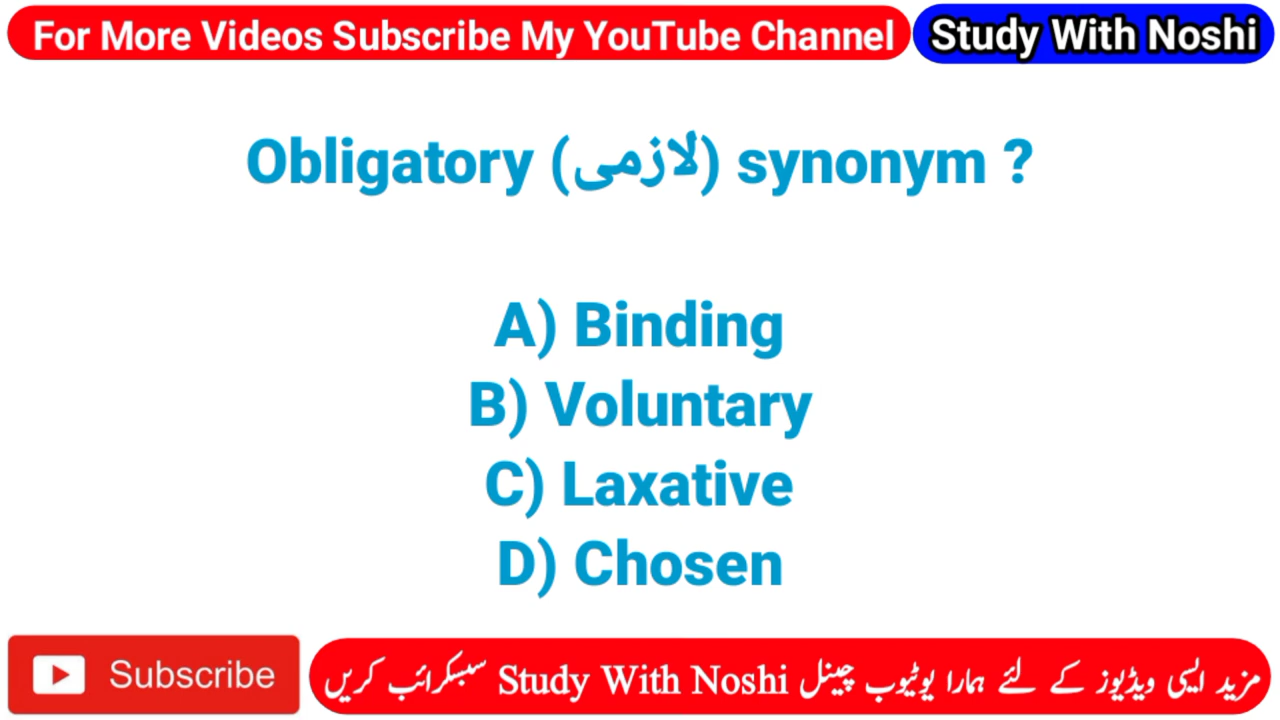 For More Videos Subscribe My YouTube Channel
Study With Noshi
Obligatory (لازمی) synonym ?
A) Binding
B) Voluntary
C) Laxative
D) Chosen
Subscribe
مزید ایسی ویڈیوز کے لئے ہمارا یوٹیوب چینل Study With Noshi سبسکرائب کریں